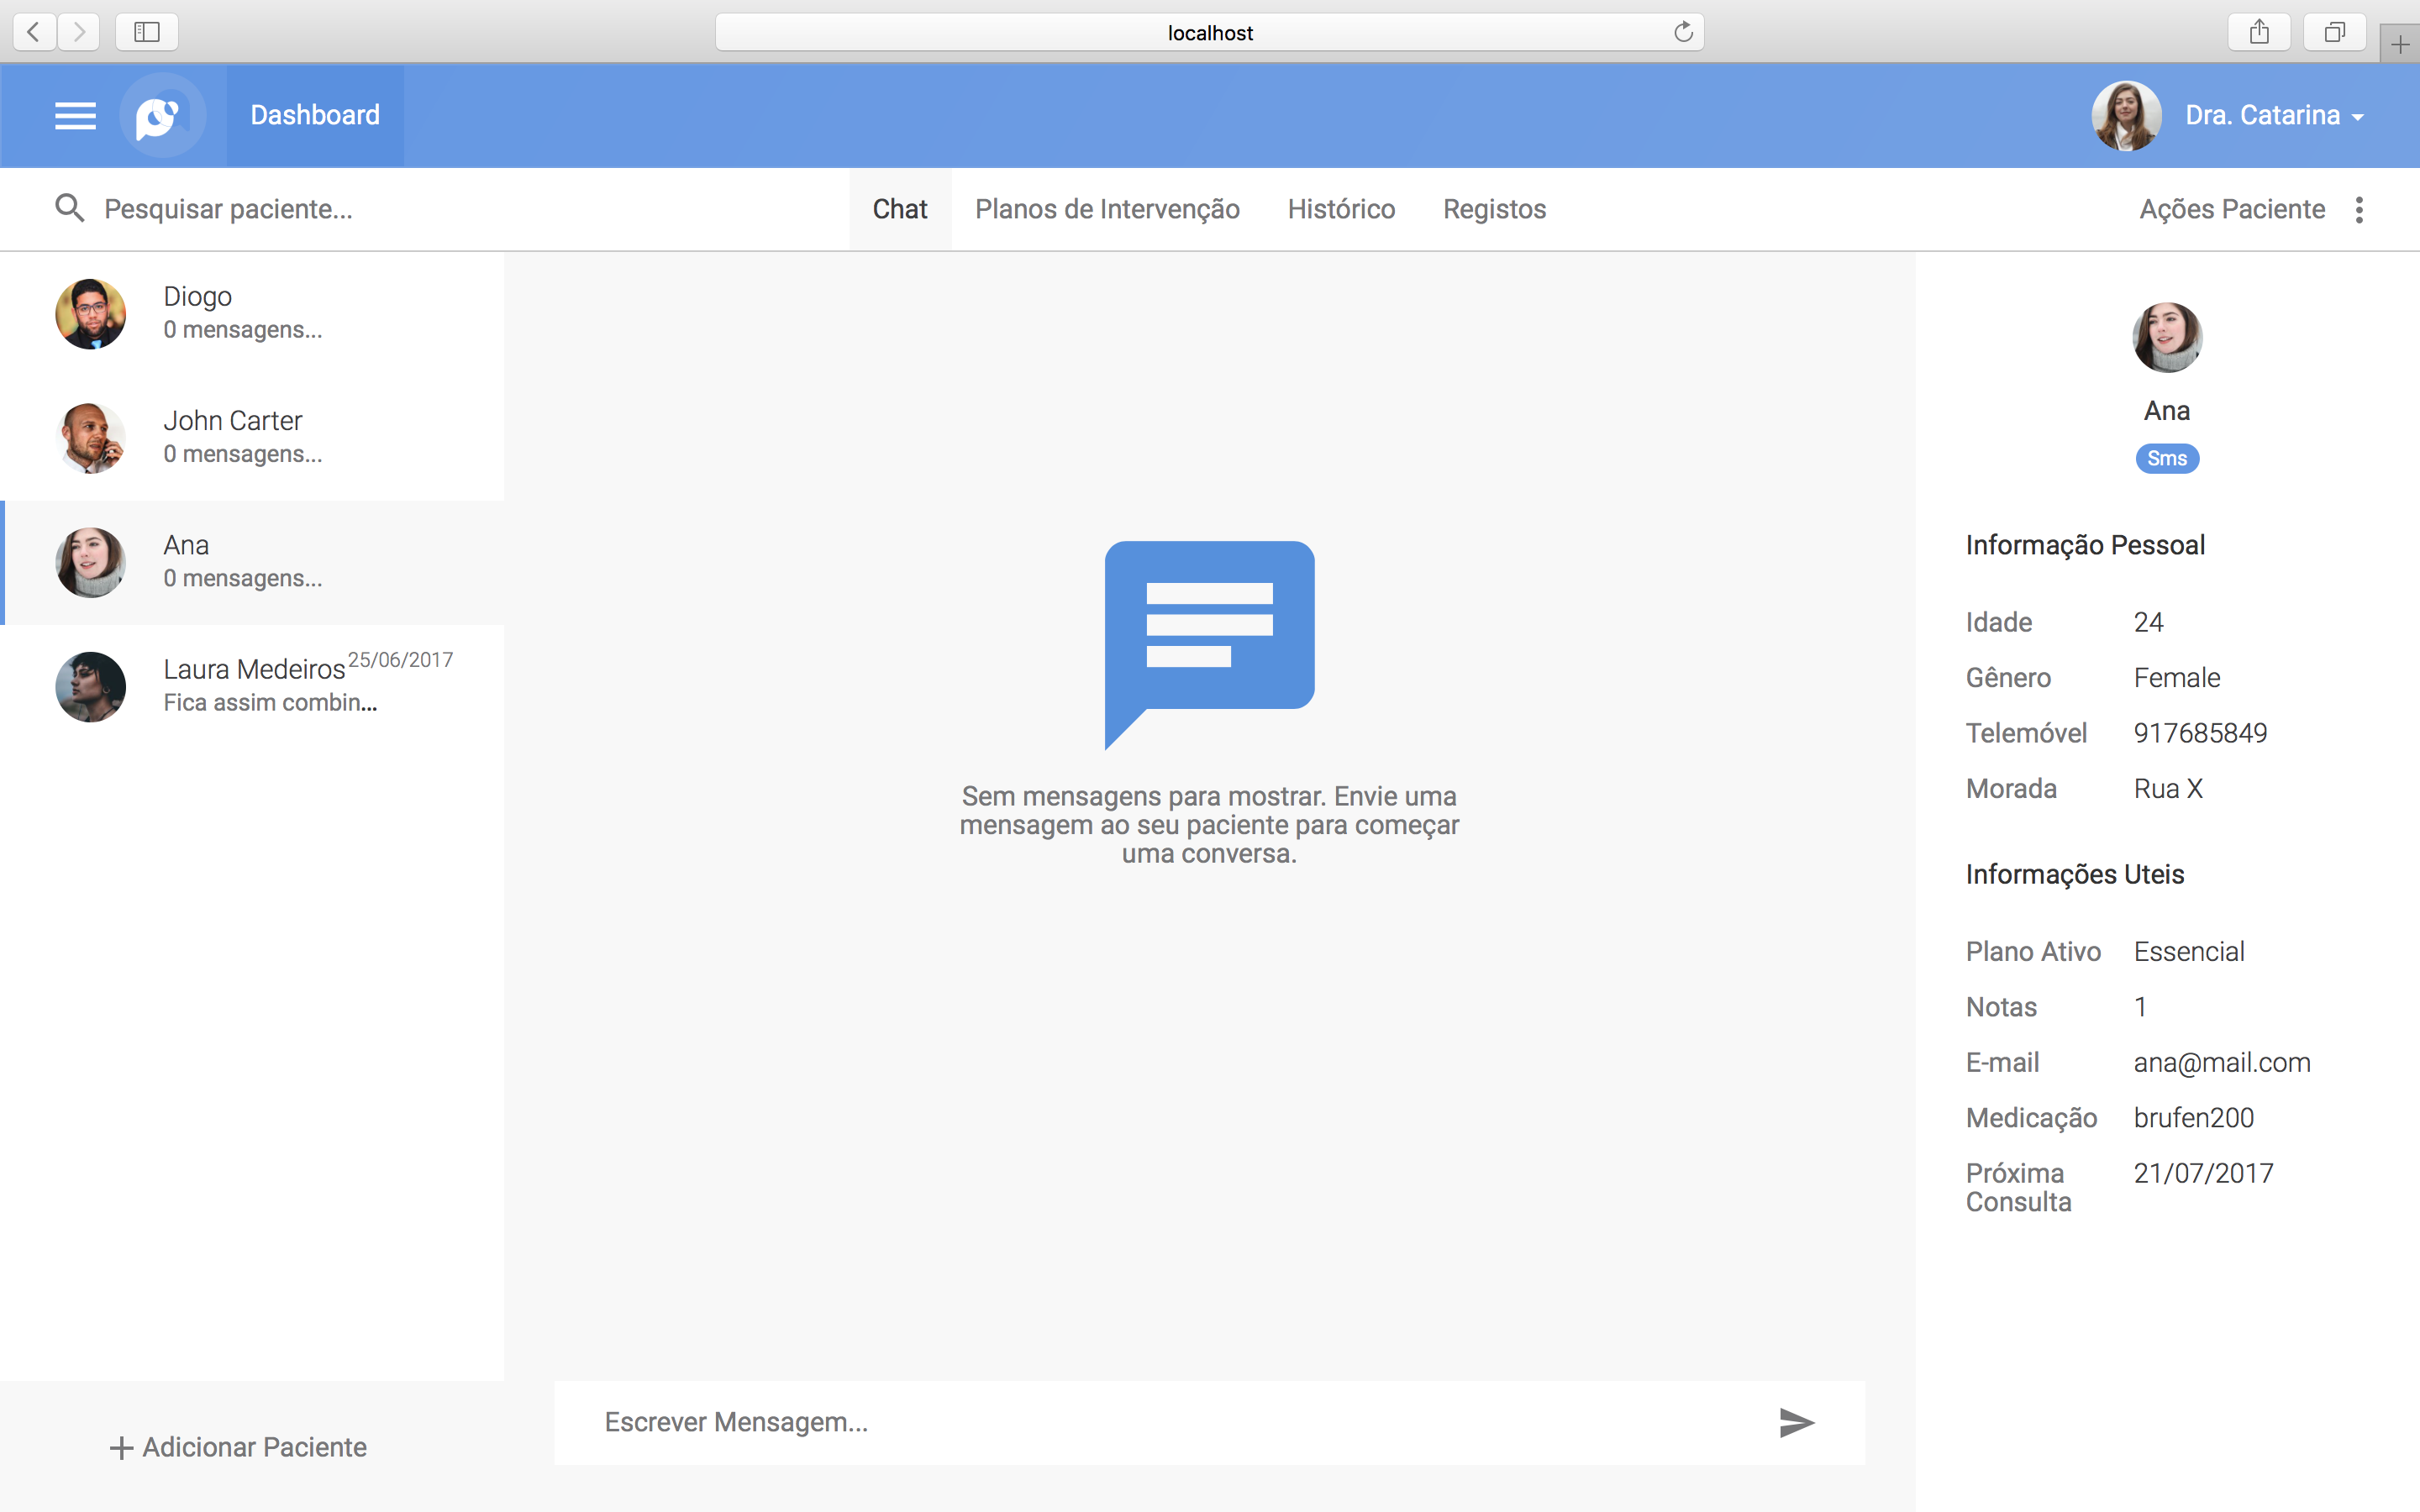 localhost
Dashboard
Dra. Catarina
Pesquisar paciente...
Chat
Planos de Intervenção
Histórico
Registos
Ações Paciente
Diogo
0 mensagens...
John Carter
0 mensagens...
Ana
0 mensagens...
Laura Medeiros 25/06/2017
Fica assim combin...
+ Adicionar Paciente
Sem mensagens para mostrar. Envie uma
mensagem ao seu paciente para começar
uma conversa.
Escrever Mensagem...
Ana
Sms
Informação Pessoal
Idade 24
Gênero Female
Telemóvel 917685849
Morada Rua X
Informações Uteis
Plano Ativo Essencial
Notas 1
E-mail ana@mail.com
Medicação brufen200
Próxima 21/07/2017
Consulta